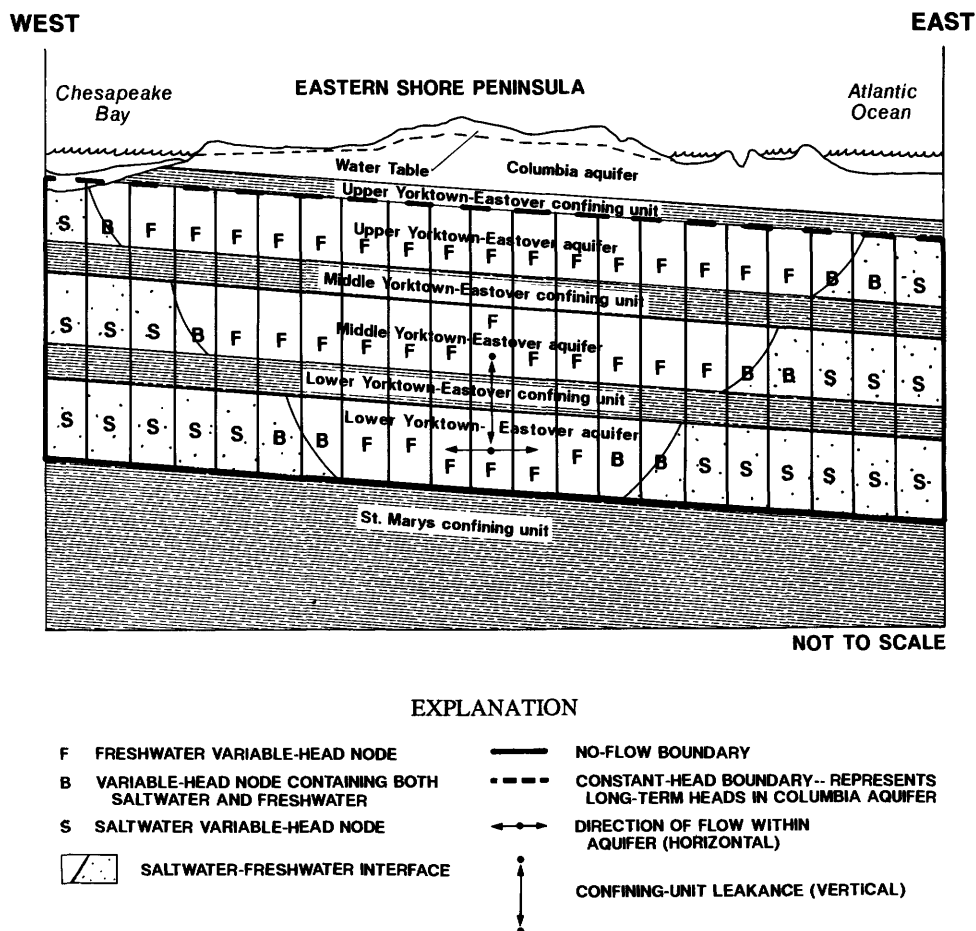 WEST
EAST
EASTERN SHORE PENINSULA
Chesapeake
Bay
Atlantic
Ocean
Water Table
Columbia aquifer
Upper Yorktown-Eastover confining unit
Upper Yorktown-Eastover aquifer
S B F F F F F F F F F F F F F F F F B B S
Middle Yorktown-Eastover confining unit
Middle Yorktown-Eastover aquifer
S S S B F F F F F F F F F F F F B B S S S
Lower Yorktown-Eastover confining unit
Lower Yorktown- Eastover aquifer
S S S S S B B F F F F F F B B S S S S S S
St. Marys confining unit
NOT TO SCALE
EXPLANATION
F FRESHWATER VARIABLE-HEAD NODE
B VARIABLE-HEAD NODE CONTAINING BOTH
SALTWATER AND FRESHWATER
S SALTWATER VARIABLE-HEAD NODE
SALTWATER-FRESHWATER INTERFACE
NO-FLOW BOUNDARY
CONSTANT-HEAD BOUNDARY-- REPRESENTS
LONG-TERM HEADS IN COLUMBIA AQUIFER
DIRECTION OF FLOW WITHIN
AQUIFER (HORIZONTAL)
CONFINING-UNIT LEAKANCE (VERTICAL)